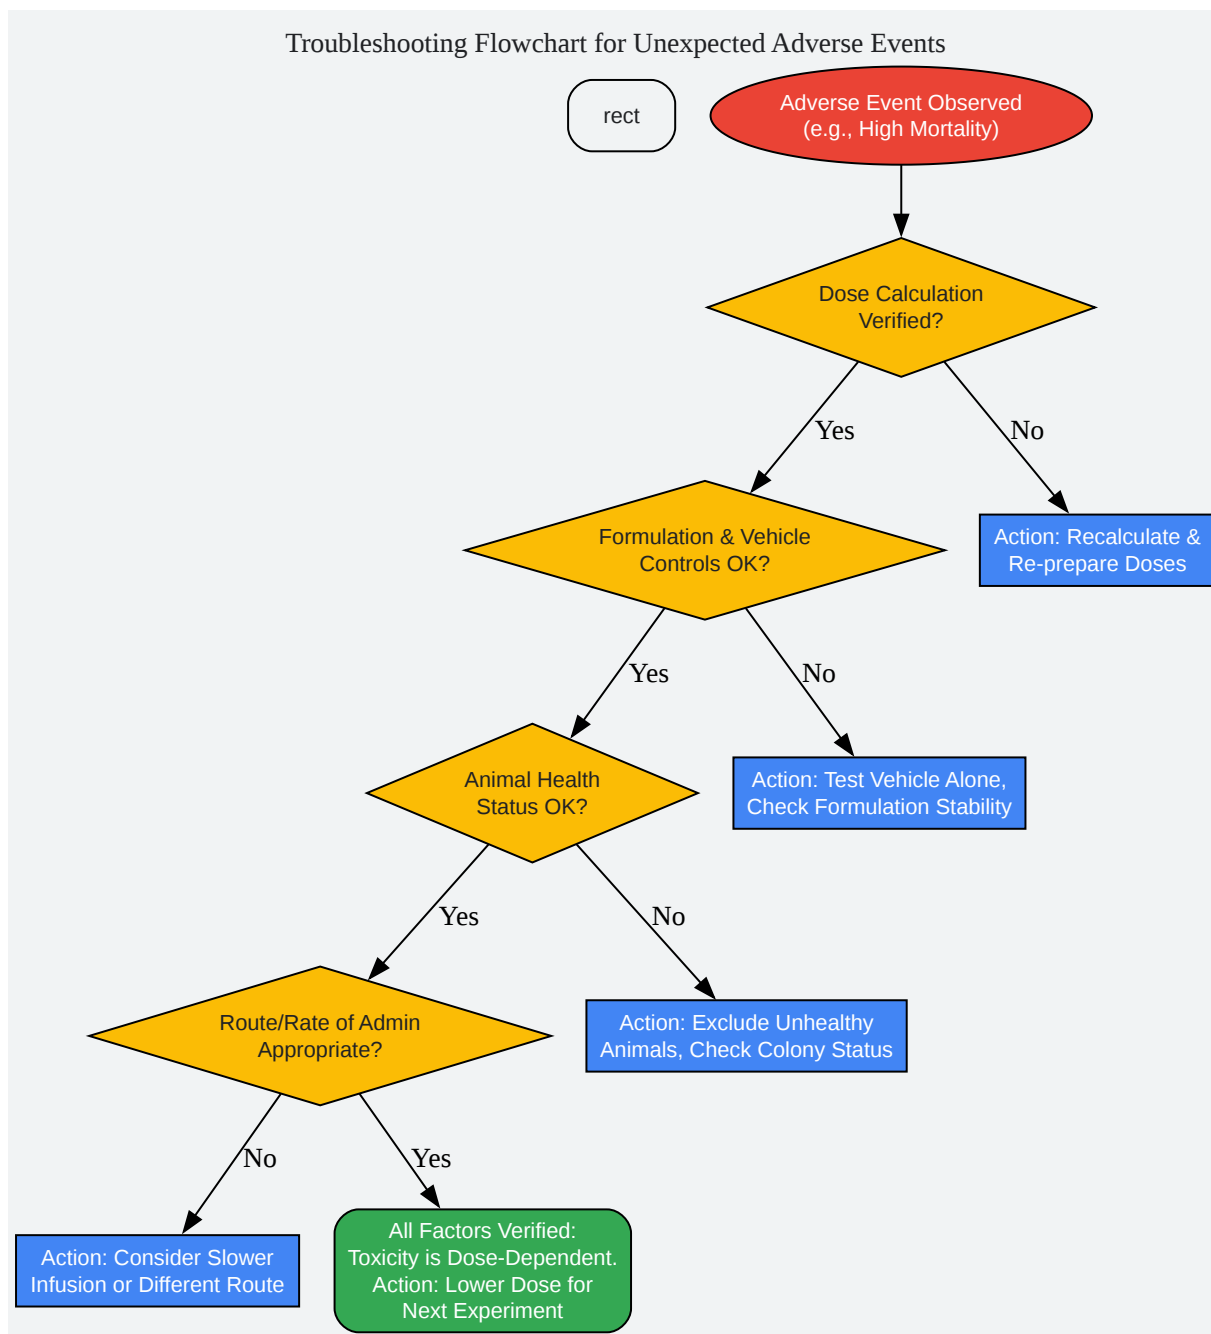 Troubleshooting Flowchart for Unexpected Adverse Events
rect
Adverse Event Observed
(e.g., High Mortality)
Dose Calculation
Verified?
Yes
No
Formulation & Vehicle
Controls OK?
Action: Recalculate &
Re-prepare Doses
Yes
No
Animal Health
Status OK?
Action: Test Vehicle Alone,
Check Formulation Stability
Yes
No
Route/Rate of Admin
Appropriate?
Action: Exclude Unhealthy
Animals, Check Colony Status
No
Yes
Action: Consider Slower
Infusion or Different Route
All Factors Verified:
Toxicity is Dose-Dependent.
Action: Lower Dose for
Next Experiment